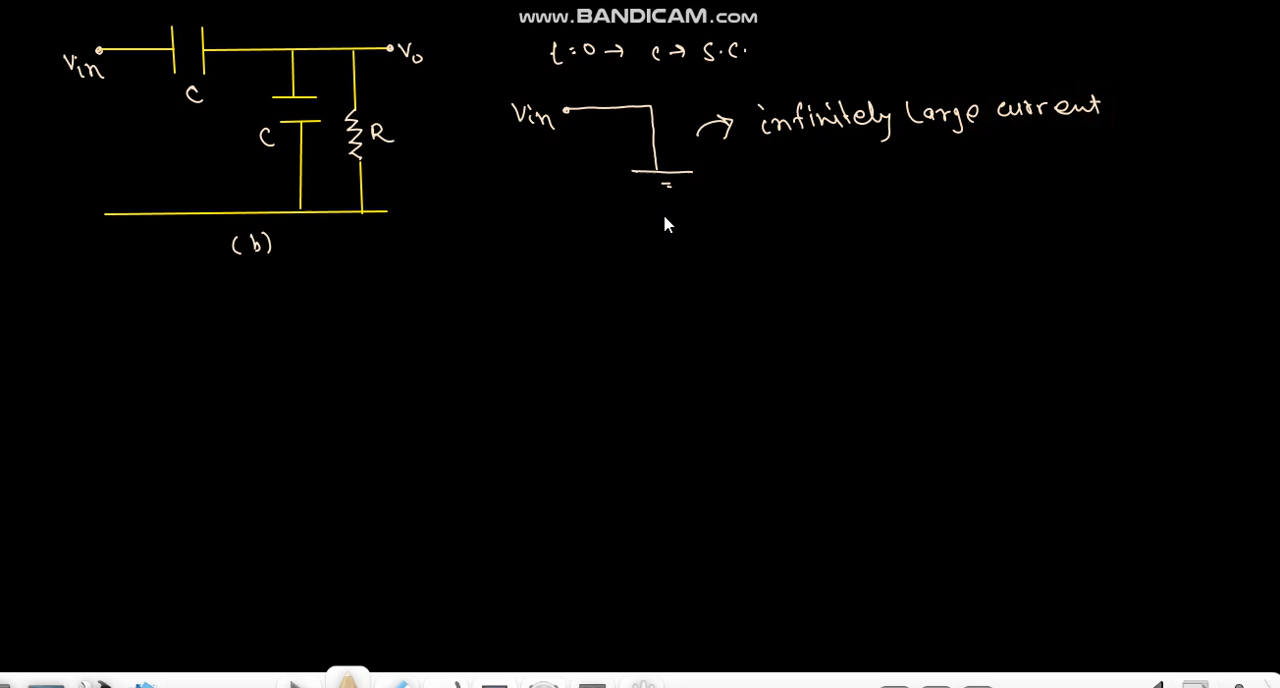 www.BANDICAM.com
t=0 → c → S.C.
Vin C Vo
C R
(b)
Vin → infinitely large current